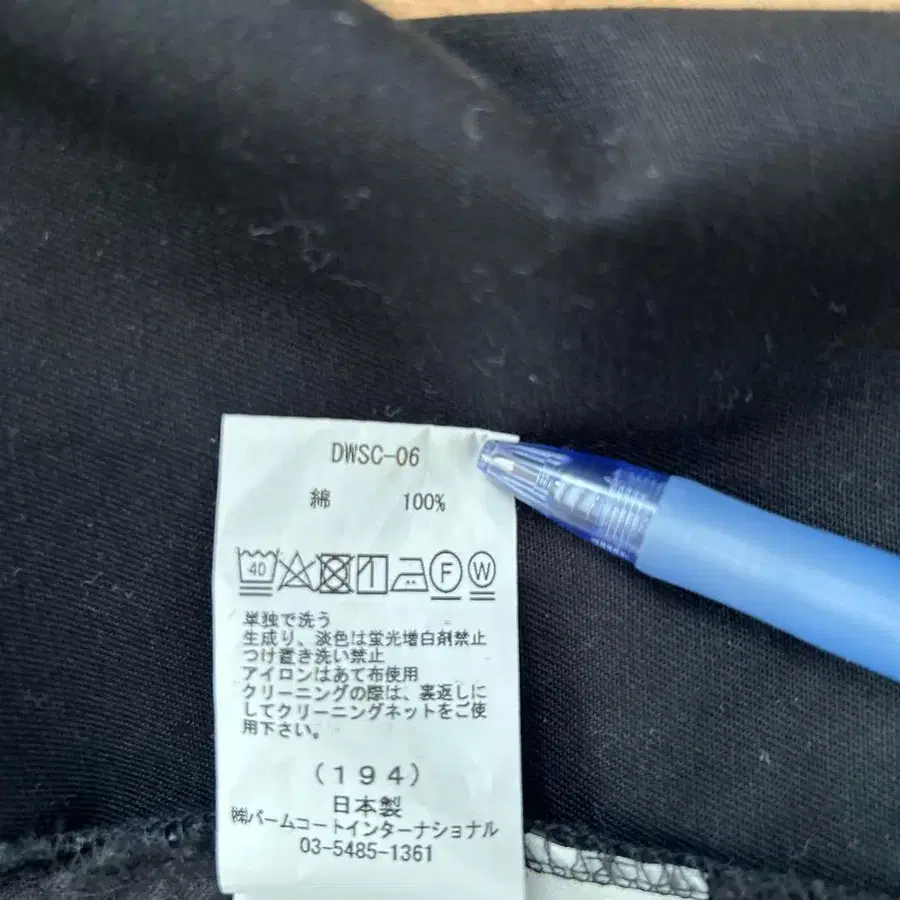 DWSC-06
綿 100%
40 F W
単独で洗う
生成り、淡色は蛍光増白剤禁止
つけ置き洗い禁止
アイロンはあて布使用
クリーニングの際は、裏返しに
してクリーニングネットをご使
用下さい。
(194)
日本製
㈱パームコートインターナショナル
03-5485-1361